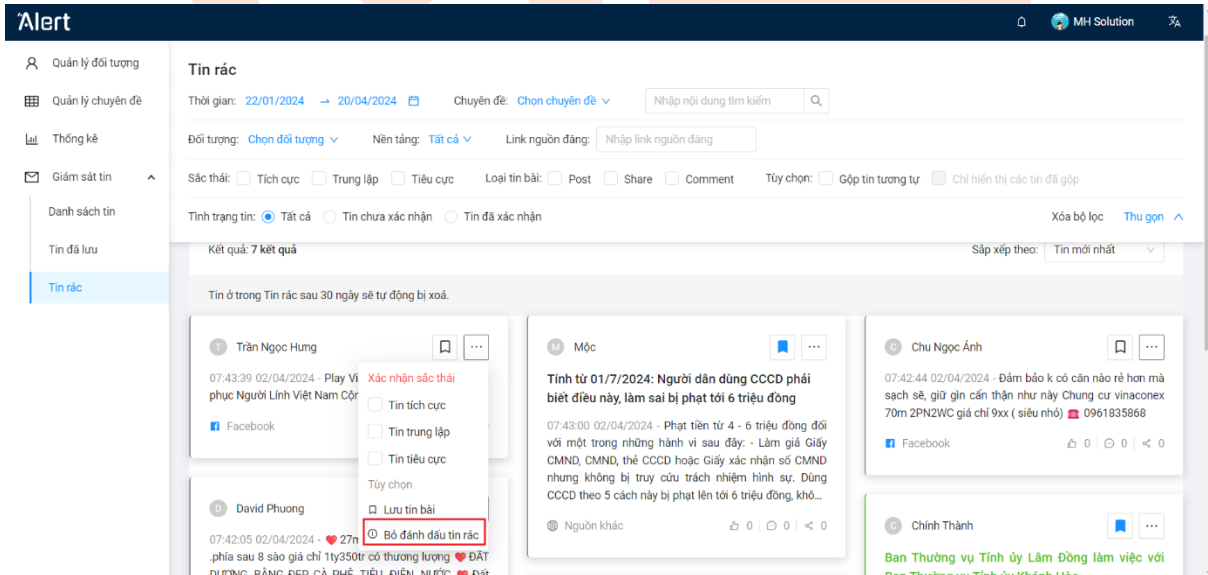 Alert
MH Solution
Quản lý đối tượng
Quản lý chuyên đề
Thống kê
Giám sát tin
Danh sách tin
Tin đã lưu
Tin rác
Tin rác
Thời gian: 22/01/2024 → 20/04/2024 Chuyên đề: Chọn chuyên đề Nhập nội dung tìm kiếm
Đối tượng: Chọn đối tượng Nền tảng: Tất cả Link nguồn đăng: Nhập link nguồn đăng
Sắc thái: Tích cực Trung lập Tiêu cực Loại tin bài: Post Share Comment Tùy chọn: Gộp tin tương tự Chỉ hiển thị các tin đã gộp
Tình trạng tin: Tất cả Tin chưa xác nhận Tin đã xác nhận Xóa bộ lọc Thu gọn
Kết quả: 7 kết quả Sắp xếp theo: Tin mới nhất
Tin ở trong Tin rác sau 30 ngày sẽ tự động bị xoá.
T Trần Ngọc Hưng
07:43:39 02/04/2024 - Play Vi
phục Người Lính Việt Nam Cộn
Facebook
Xác nhận sắc thái
Tin tích cực
Tin trung lập
Tin tiêu cực
Tùy chọn
Lưu tin bài
Bỏ đánh dấu tin rác
D David Phuong
07:42:05 02/04/2024 - 27m
.phía sau 8 sào giá chỉ 1ty350tr có thương lượng ĐẤT
DƯỠNG BẰNG ĐẸP CÀ PHÊ TIÊU ĐIỆN NƯỚC Đất
M Mộc
Tính từ 01/7/2024: Người dân dùng CCCD phải
biết điều này, làm sai bị phạt tới 6 triệu đồng
07:43:00 02/04/2024 - Phạt tiền từ 4 - 6 triệu đồng đối
với một trong những hành vi sau đây: - Làm giả Giấy
CMND, CMND, thẻ CCCD hoặc Giấy xác nhận số CMND
nhưng không bị truy cứu trách nhiệm hình sự. Dùng
CCCD theo 5 cách này bị phạt lên tới 6 triệu đồng, khô...
Nguồn khác 0 0 0
C Chu Ngọc Ánh
07:42:44 02/04/2024 - Đảm bảo k có căn nào rẻ hơn mà
sạch sẽ, giữ gìn cẩn thận như này Chung cư vinaconex
70m 2PN2WC giá chỉ 9xx ( siêu nhỏ) 0961835868
Facebook 0 0 0
C Chính Thành
Ban Thường vụ Tỉnh ủy Lâm Đồng làm việc với
Ban Thường vụ Tỉnh ủy Khánh Hòa